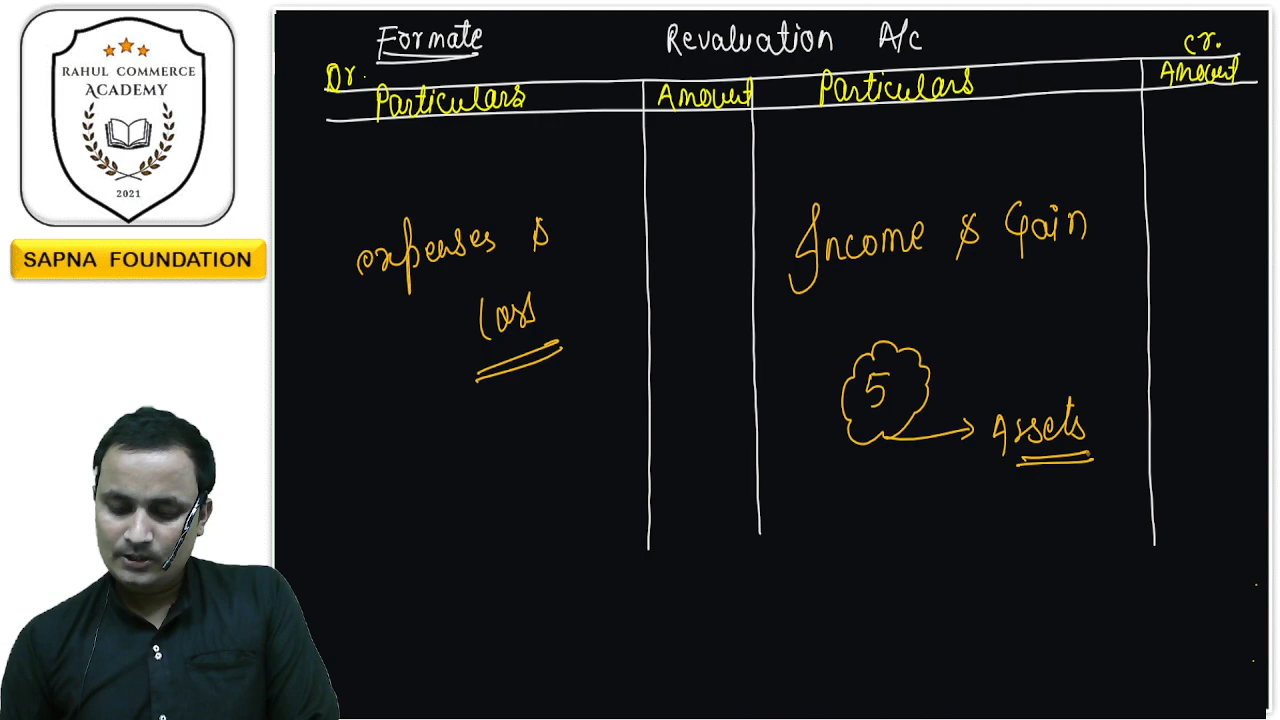 RAHUL COMMERCE
ACADEMY
2021
SAPNA FOUNDATION
Formate Revaluation A/c
Dr. cr.
Particulars Amount Particulars Amount
expenses &
loss
Income & Gain
5
Assets